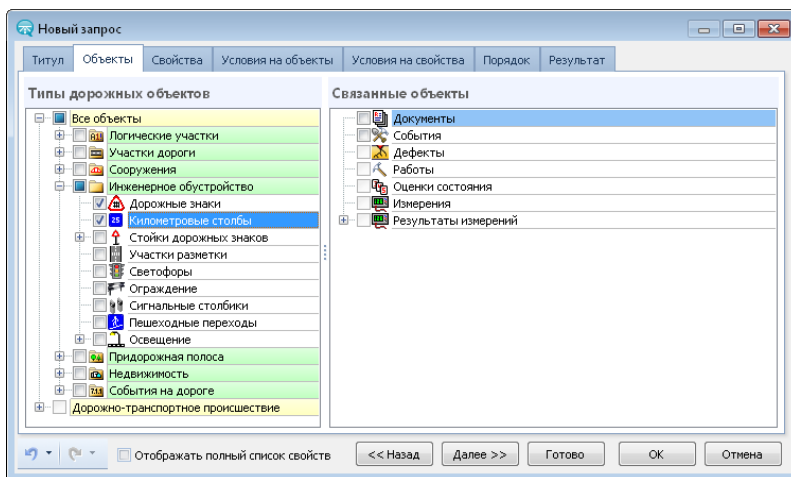 Новый запрос
Титул Объекты Свойства Условия на объекты Условия на свойства Порядок Результат
Типы дорожных объектов
Все объекты
Логические участки
Участки дороги
Сооружения
Инженерное обустройство
Дорожные знаки
25 Километровые столбы
Стойки дорожных знаков
Участки разметки
Светофоры
Ограждение
Сигнальные столбики
Пешеходные переходы
Освещение
Придорожная полоса
Недвижимость
События на дороге
Дорожно-транспортное происшествие
Связанные объекты
Документы
События
Дефекты
Работы
Оценки состояния
Измерения
Результаты измерений
Отображать полный список свойств << Назад Далее >> Готово OK Отмена